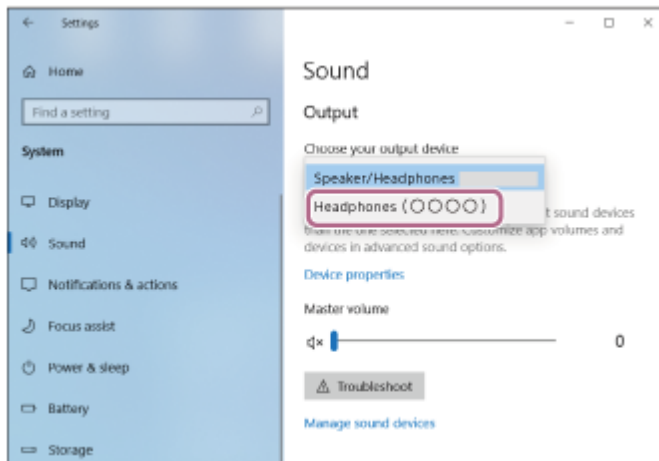 Settings
Home
Find a setting
System
Display
Sound
Notifications & actions
Focus assist
Power & sleep
Battery
Storage
Sound
Output
Choose your output device
Speaker/Headphones
Headphones (○○○○)
t sound devices
than the one selected here. Customize app volumes and
devices in advanced sound options.
Device properties
Master volume
0
Troubleshoot
Manage sound devices